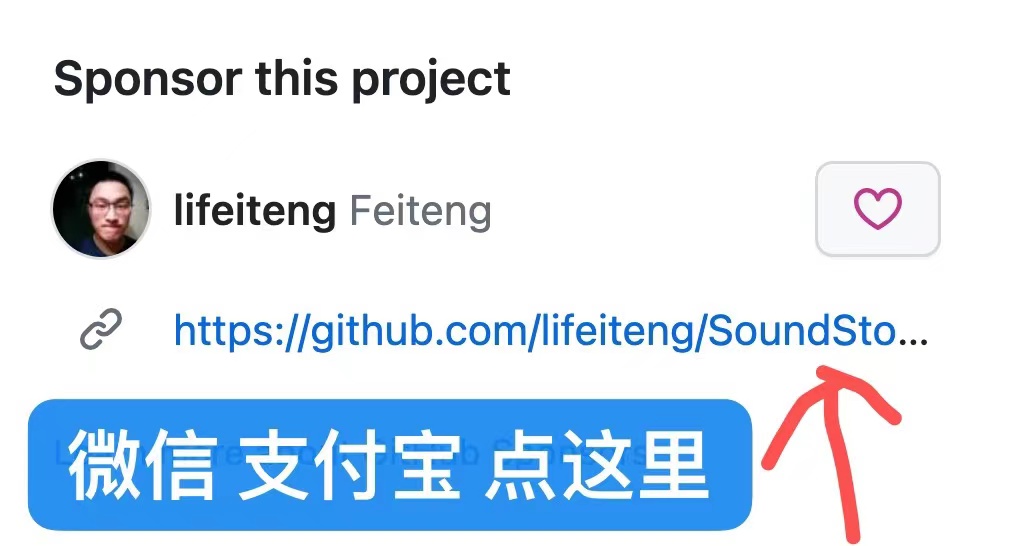 Sponsor this project
lifeiteng Feiteng
https://github.com/lifeiteng/SoundSto...
微信 支付宝 点这里